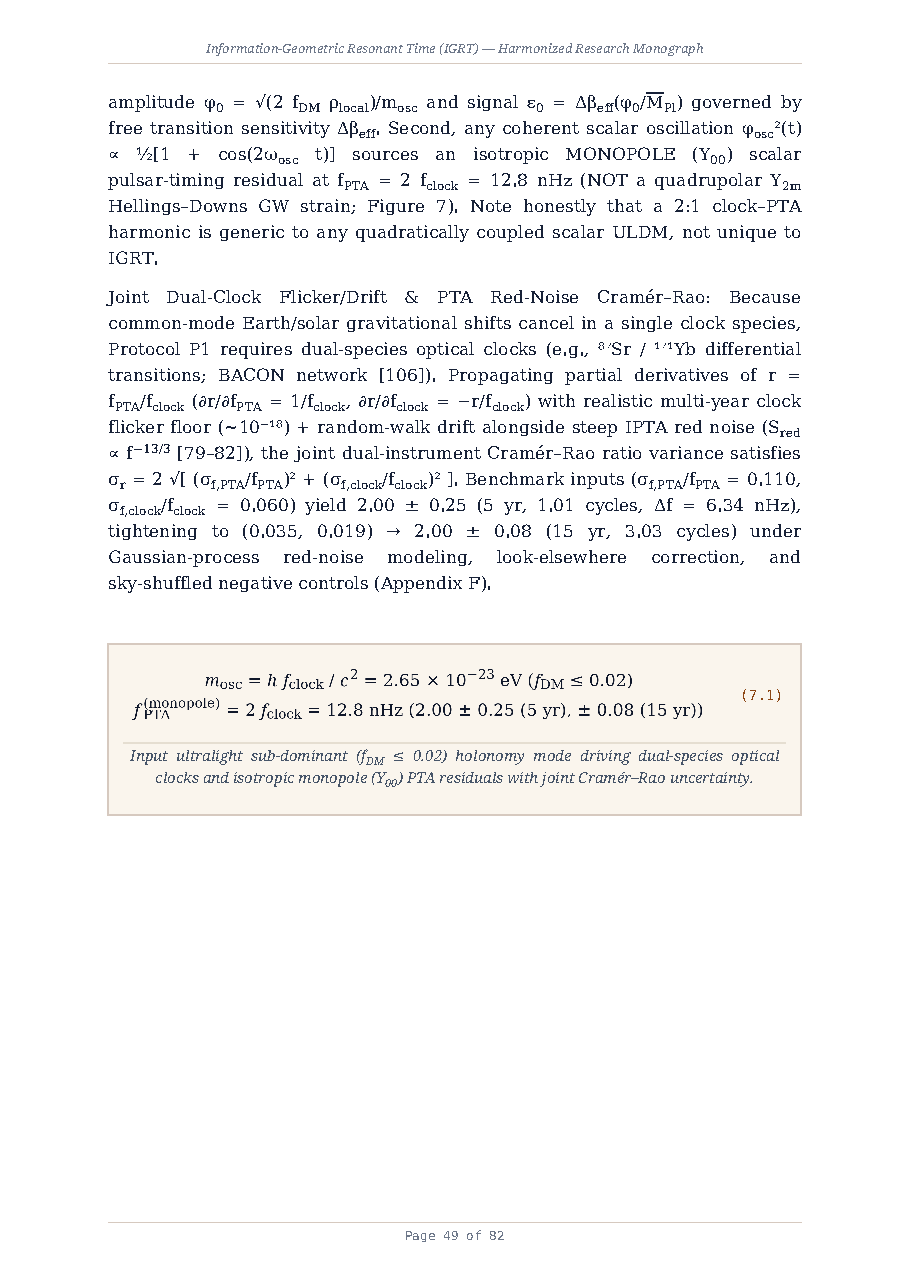 Information-Geometric Resonant Time (IGRT) — Harmonized Research Monograph
amplitude φ₀ = √(2 f_DM ρ_local)/m_osc and signal ε₀ = Δβ_eff(φ₀/M̅_Pl) governed by
free transition sensitivity Δβ_eff. Second, any coherent scalar oscillation φ_osc²(t)
∝ ½[1 + cos(2ω_osc t)] sources an isotropic MONOPOLE (Y₀₀) scalar
pulsar-timing residual at f_PTA = 2 f_clock = 12.8 nHz (NOT a quadrupolar Y_2m
Hellings–Downs GW strain; Figure 7). Note honestly that a 2:1 clock–PTA
harmonic is generic to any quadratically coupled scalar ULDM, not unique to
IGRT.
Joint Dual-Clock Flicker/Drift & PTA Red-Noise Cramér–Rao: Because
common-mode Earth/solar gravitational shifts cancel in a single clock species,
Protocol P1 requires dual-species optical clocks (e.g., ⁸⁷Sr / ¹⁷¹Yb differential
transitions; BACON network [106]). Propagating partial derivatives of r =
f_PTA/f_clock (∂r/∂f_PTA = 1/f_clock, ∂r/∂f_clock = −r/f_clock) with realistic multi-year clock
flicker floor (~10⁻¹⁸) + random-walk drift alongside steep IPTA red noise (S_red
∝ f^−13/3 [79–82]), the joint dual-instrument Cramér–Rao ratio variance satisfies
σ_r = 2 √[ (σ_f,PTA/f_PTA)² + (σ_f,clock/f_clock)² ]. Benchmark inputs (σ_f,PTA/f_PTA = 0.110,
σ_f,clock/f_clock = 0.060) yield 2.00 ± 0.25 (5 yr, 1.01 cycles, Δf = 6.34 nHz),
tightening to (0.035, 0.019) → 2.00 ± 0.08 (15 yr, 3.03 cycles) under
Gaussian-process red-noise modeling, look-elsewhere correction, and
sky-shuffled negative controls (Appendix F).
m_osc = h f_clock / c² = 2.65 × 10⁻²³ eV (f_DM ≤ 0.02)
f_PTA^(monopole) = 2 f_clock = 12.8 nHz (2.00 ± 0.25 (5 yr), ± 0.08 (15 yr))
(7.1)
Input ultralight sub-dominant (f_DM ≤ 0.02) holonomy mode driving dual-species optical
clocks and isotropic monopole (Y₀₀) PTA residuals with joint Cramér–Rao uncertainty.
Page 49 of 82